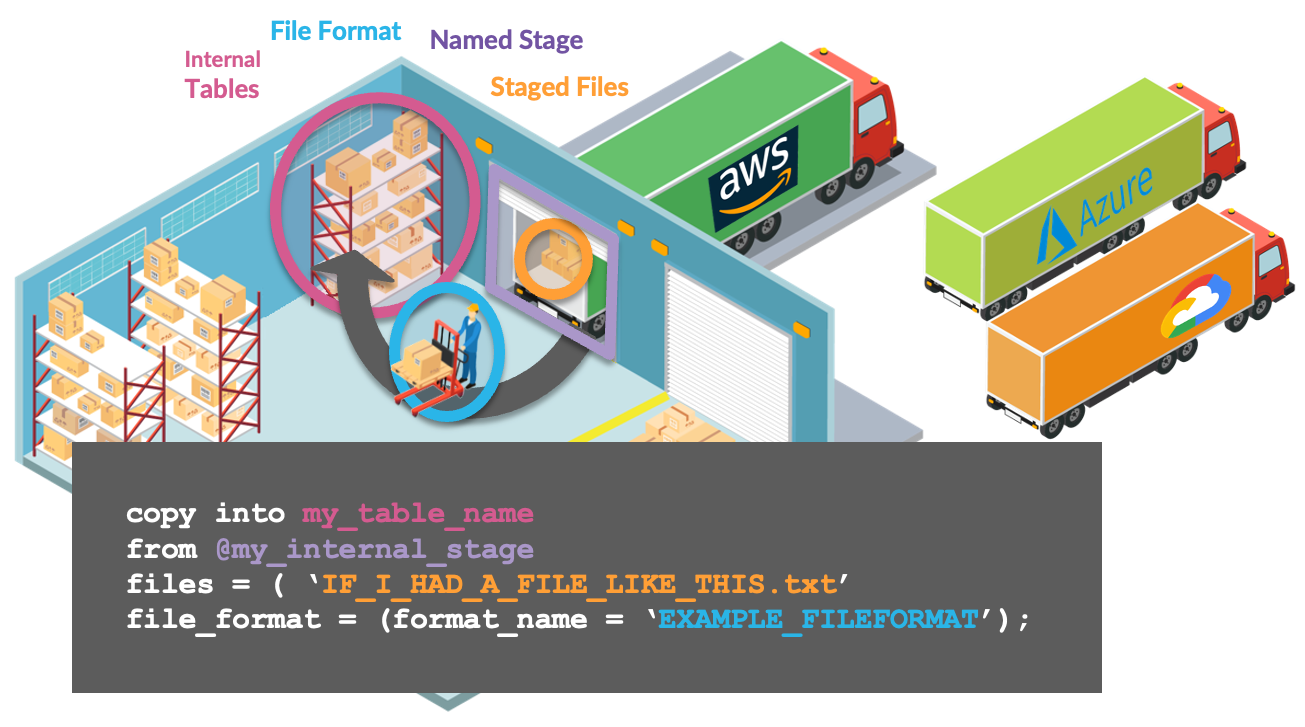 File Format
Named Stage
Internal
Tables
Staged Files
aws
Azure
copy into my_table_name
from @my_internal_stage
files = ( ‘IF_I_HAD_A_FILE_LIKE_THIS.txt’
file_format = (format_name = ‘EXAMPLE_FILEFORMAT’);